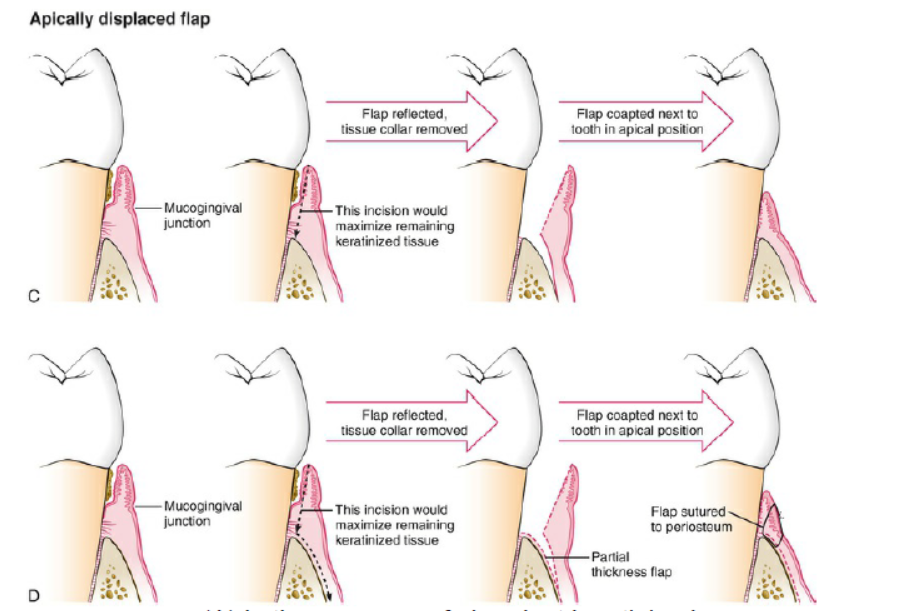 Apically displaced flap
Flap reflected,
tissue collar removed
Flap coapted next to
tooth in apical position
Mucogingival
junction
This incision would
maximize remaining
keratinized tissue
C
Flap reflected,
tissue collar removed
Flap coapted next to
tooth in apical position
Mucogingival
junction
This incision would
maximize remaining
keratinized tissue
Flap sutured
to periosteum
Partial
thickness flap
D